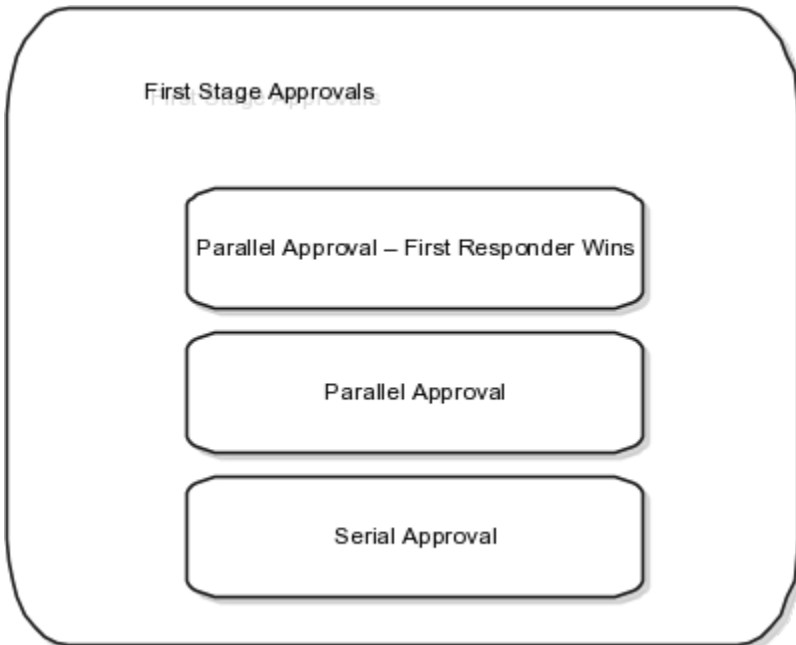 First Stage Approvals
Parallel Approval – First Responder Wins
Parallel Approval
Serial Approval